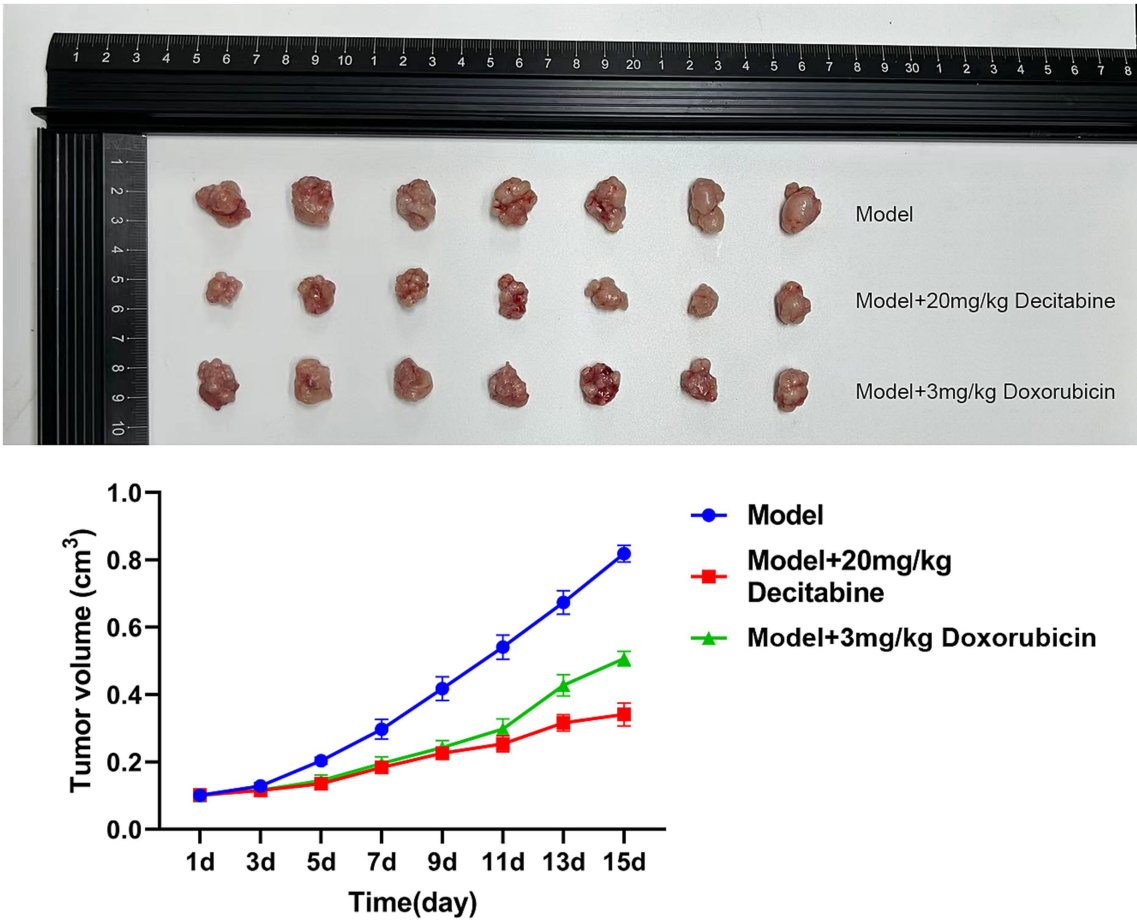 1 2 3 4 5 6 7 8 9 10 1 2 3 4 5 6 7 8 9 20 1 2 3 4 5 6 7 8 9 30 1 2 3 4 5 6 7 8
1
2
3
4
5
6
7
8
9
10
Model
Model+20mg/kg Decitabine
Model+3mg/kg Doxorubicin
1.0
0.8
0.6
0.4
0.2
0.0
Tumor volume (cm³)
1d 3d 5d 7d 9d 11d 13d 15d
Time(day)
Model
Model+20mg/kg
Decitabine
Model+3mg/kg Doxorubicin